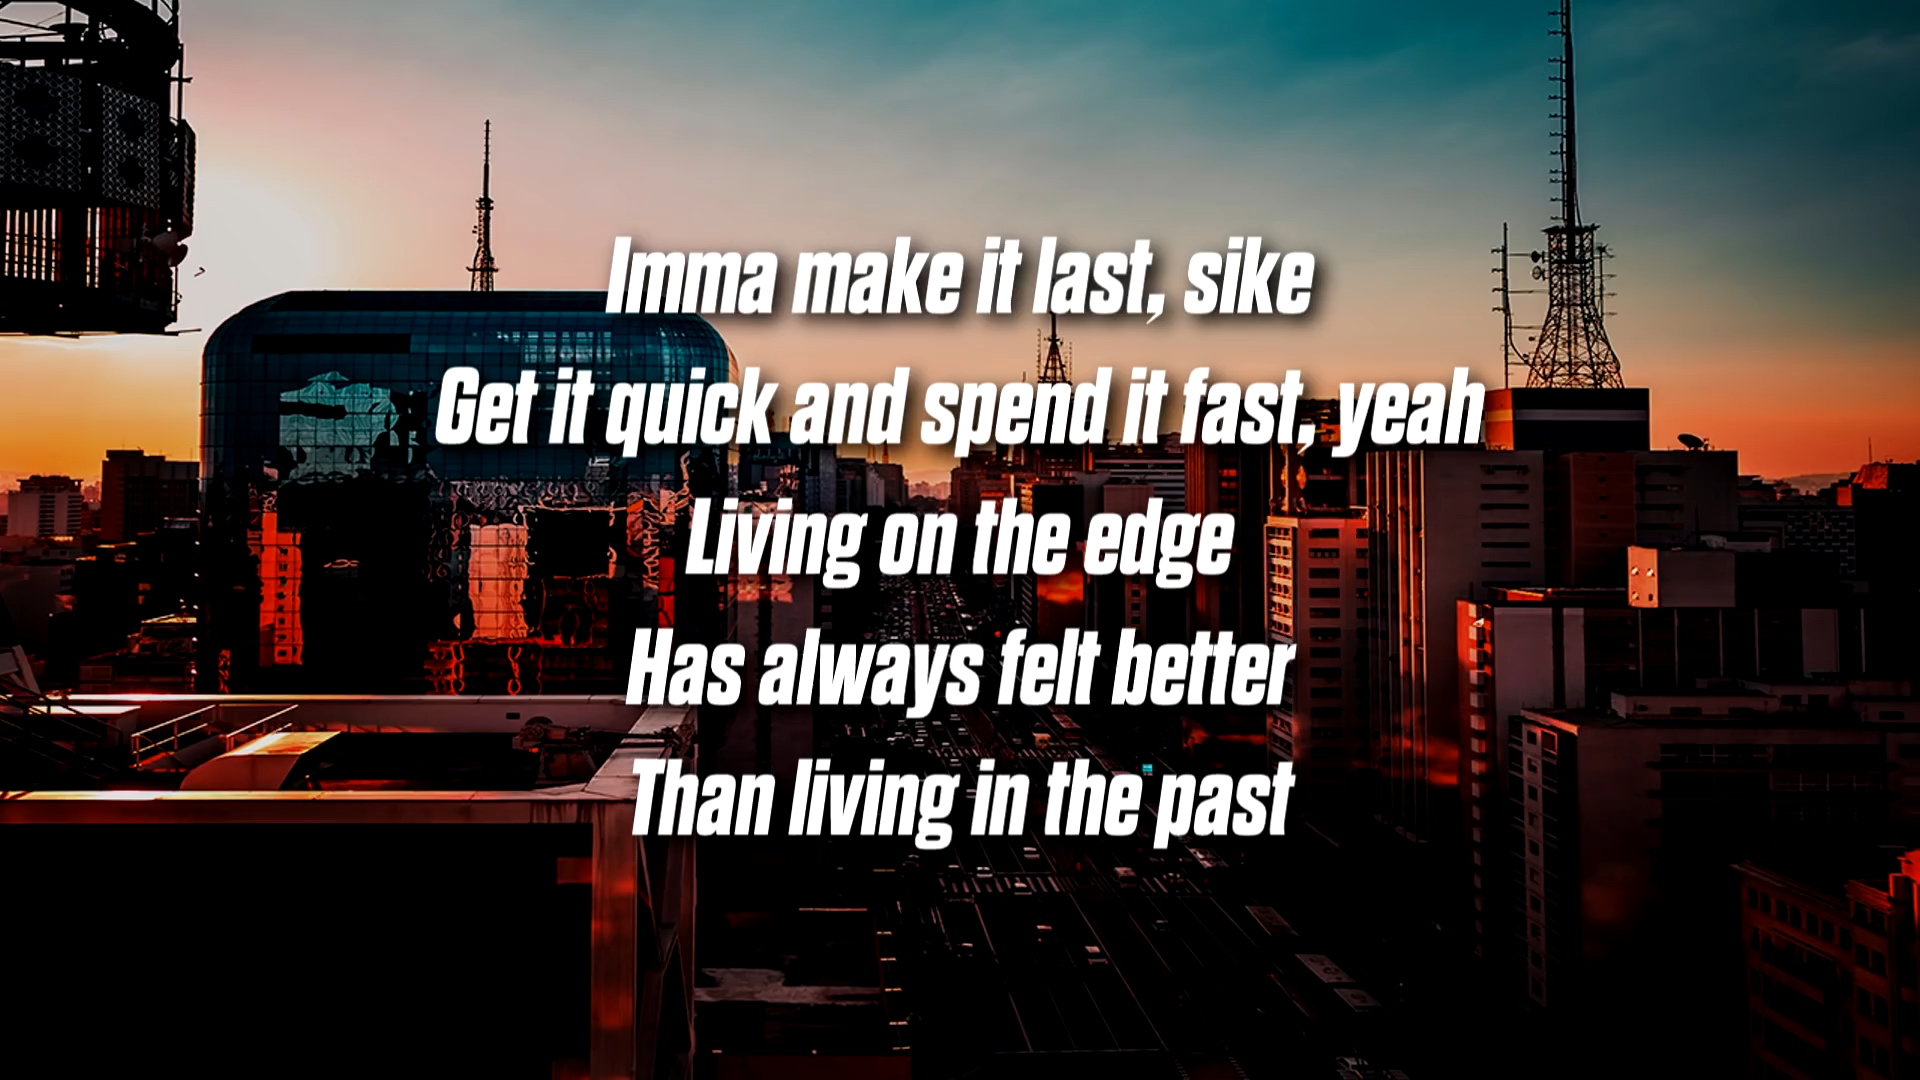 Imma make it last, sike
Get it quick and spend it fast, yeah
Living on the edge
Has always felt better
Than living in the past